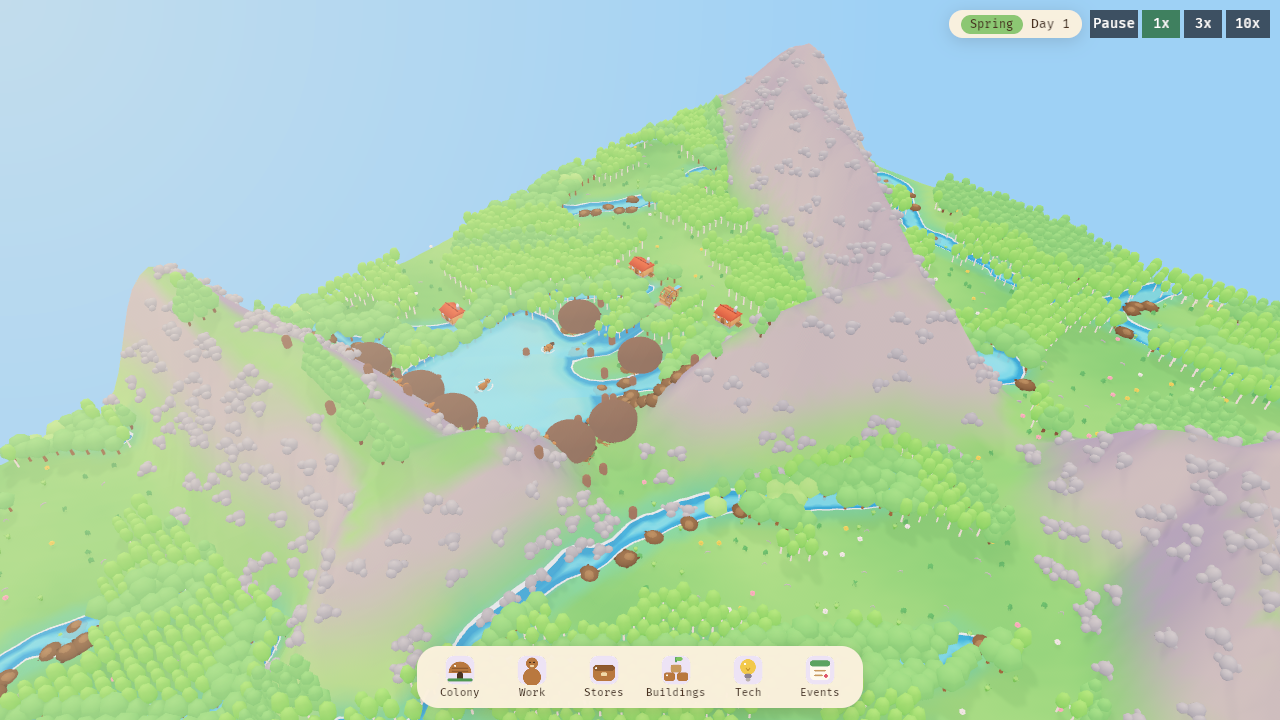 Spring Day 1 Pause 1x 3x 10x
Colony Work Stores Buildings Tech Events